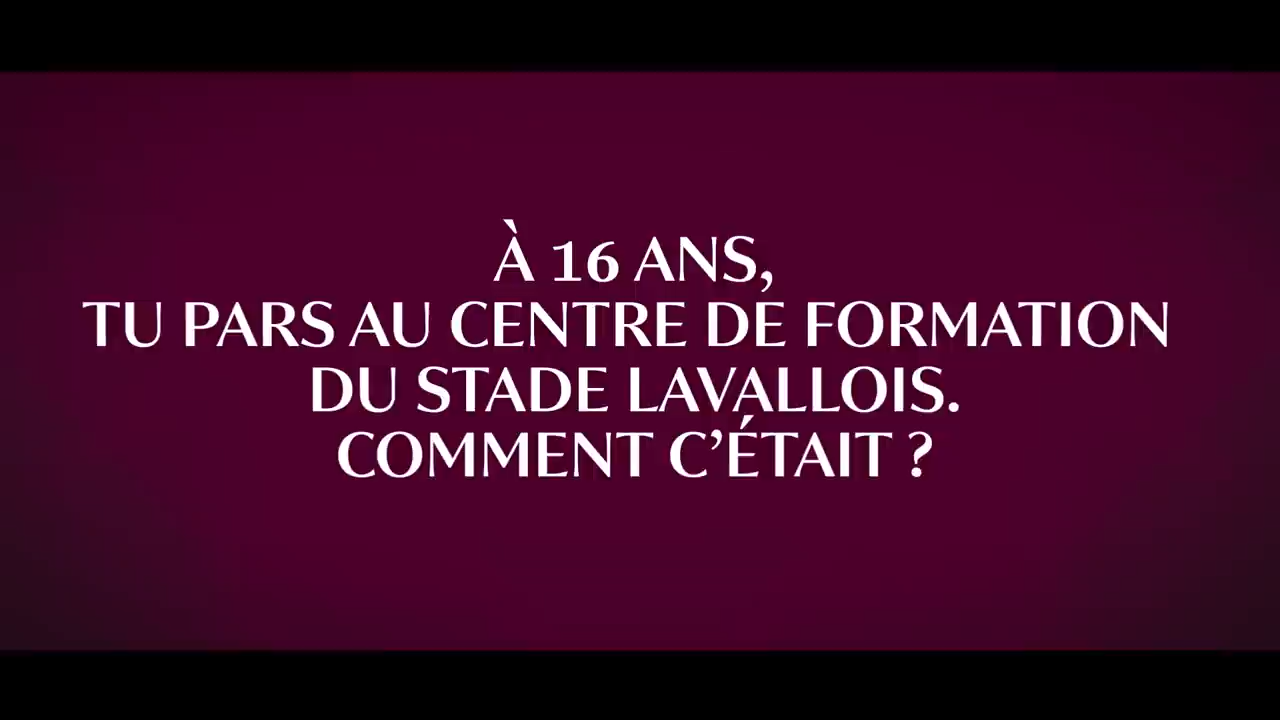 À 16 ANS,
TU PARS AU CENTRE DE FORMATION
DU STADE LAVALLOIS.
COMMENT C’ÉTAIT ?